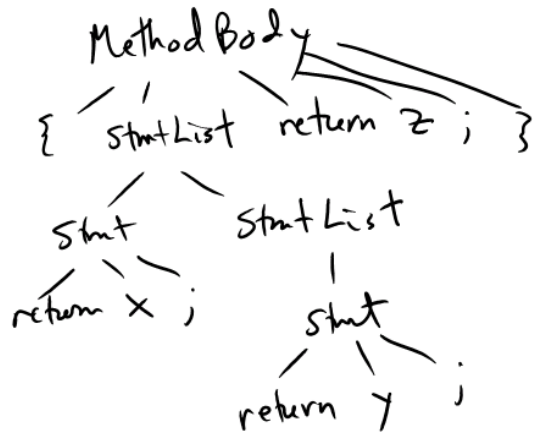 MethodBody
{ StmtList return z ; }
Stmt StmtList
return x ;
Stmt
return y ;